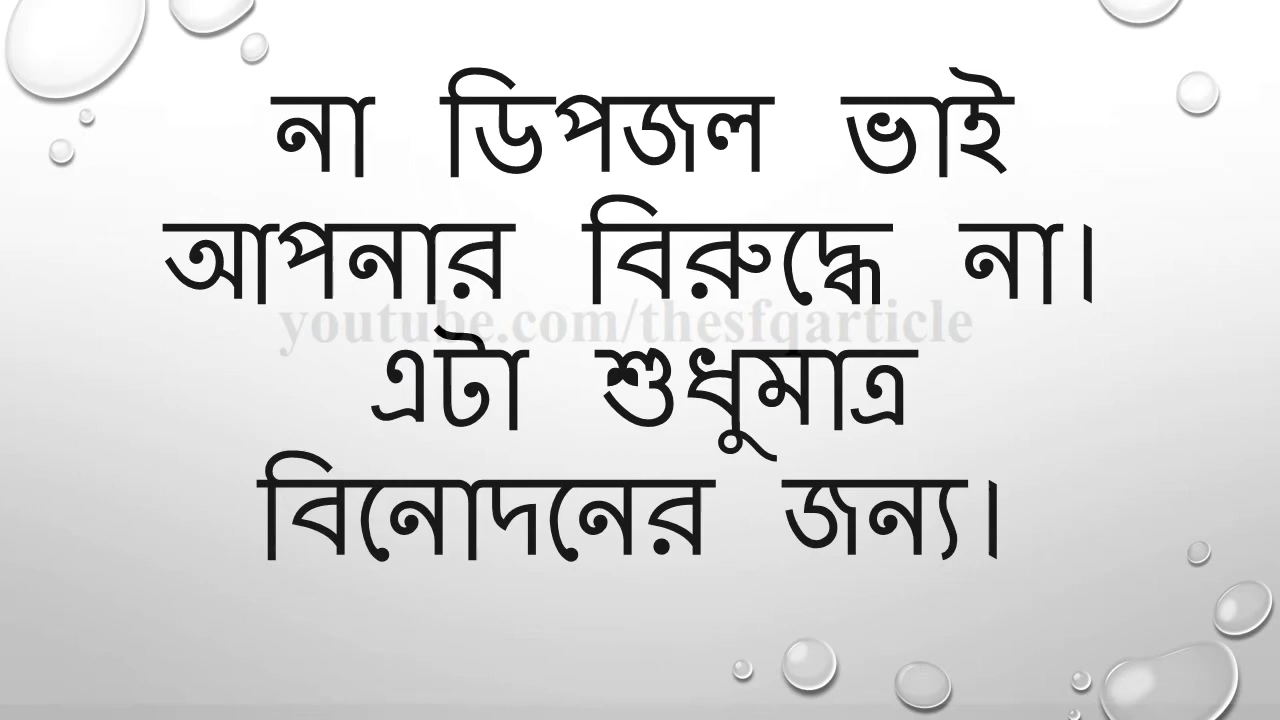 না ডিপজল ভাই
আপনার বিরুদ্ধে না।
youtube.com/thesfqarticle
এটা শুধুমাত্র
বিনোদনের জন্য।